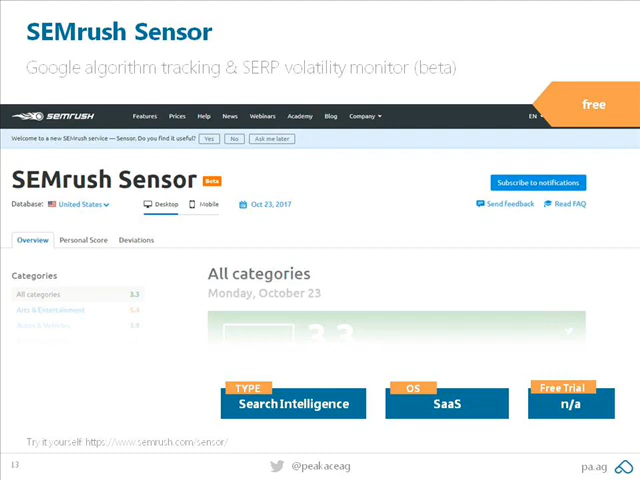 SEMrush Sensor
Google algorithm tracking & SERP volatility monitor (beta)
free
SEMRUSH Features Prices Help News Webinars Academy Blog Company EN
Welcome to a new SEMrush service — Sensor. Do you find it useful? Yes No Ask me later
SEMrush Sensor Beta
Subscribe to notifications
Database: United States Desktop Mobile Oct 23, 2017 Send feedback Read FAQ
Overview Personal Score Deviations
Categories
All categories
Monday, October 23
All categories 3.3
Arts & Entertainment
Autos & Vehicles
3.3
TYPE
Search Intelligence
OS
SaaS
Free Trial
n/a
Try it yourself: https://www.semrush.com/sensor/
13 @peakaceag pa.ag